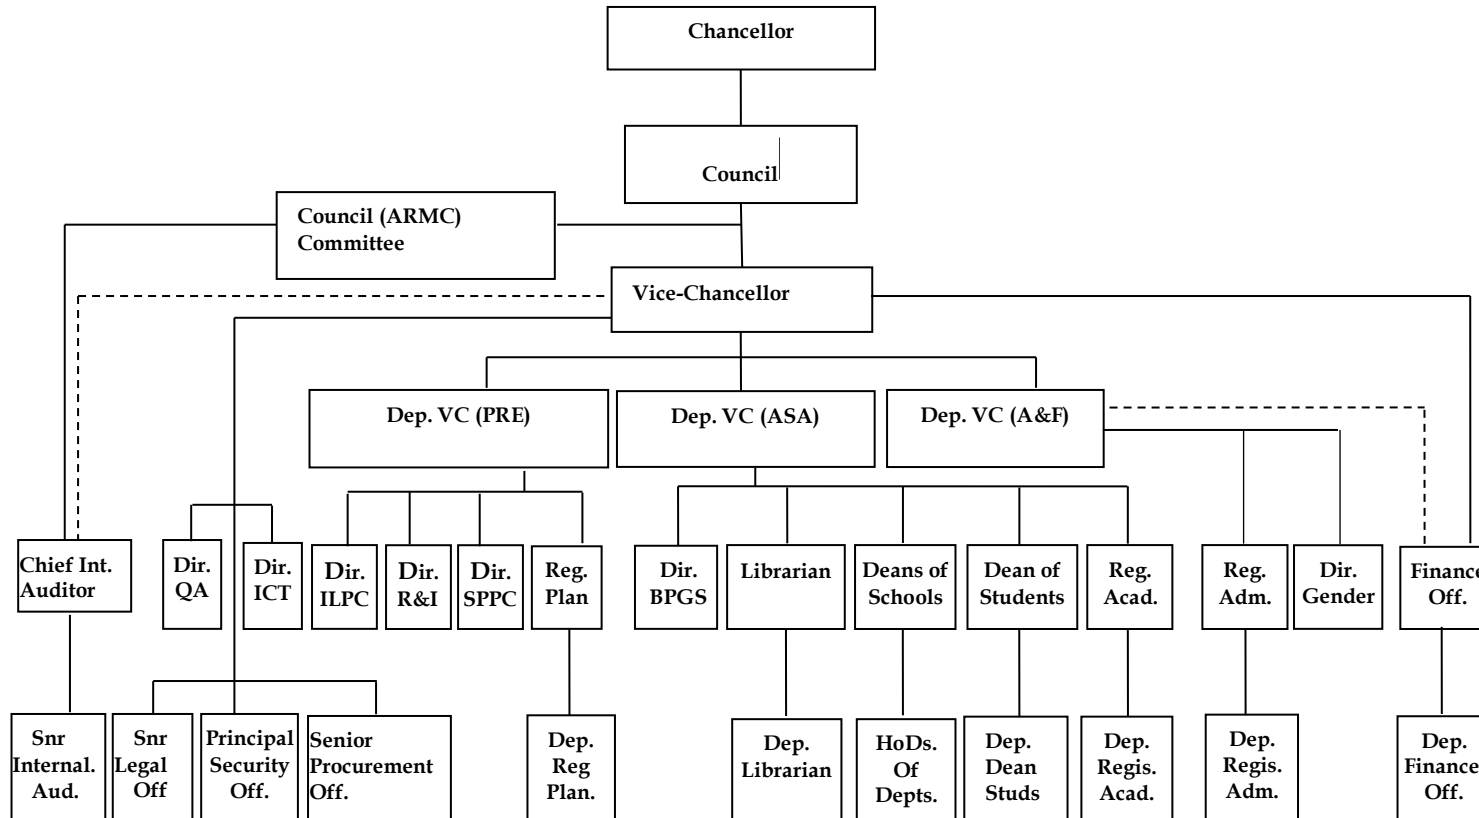 Chancellor
Council
Council (ARMC)
Committee
Vice-Chancellor
Dep. VC (PRE)
Dep. VC (ASA)
Dep. VC (A&F)
Chief Int.
Auditor
Dir.
QA
Dir.
ICT
Dir.
ILPC
Dir.
R&I
Dir.
SPPC
Reg.
Plan
Dir.
BPGS
Librarian
Deans of
Schools
Dean of
Students
Reg.
Acad.
Reg.
Adm.
Dir.
Gender
Finance
Off.
Snr
Internal.
Aud.
Snr
Legal
Off
Principal
Security
Off.
Senior
Procurement
Off.
Dep.
Reg
Plan.
Dep.
Librarian
HoDs.
Of
Depts.
Dep.
Dean
Studs
Dep.
Regis.
Acad.
Dep.
Regis.
Adm.
Dep.
Finance
Off.